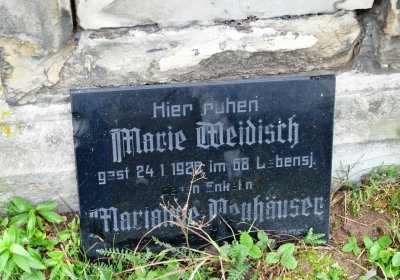 Hier ruhen
Marie Weidisch
gest 24 1 192 im 68 Lebensj.
Enkelin
Marianne Neuhäuser